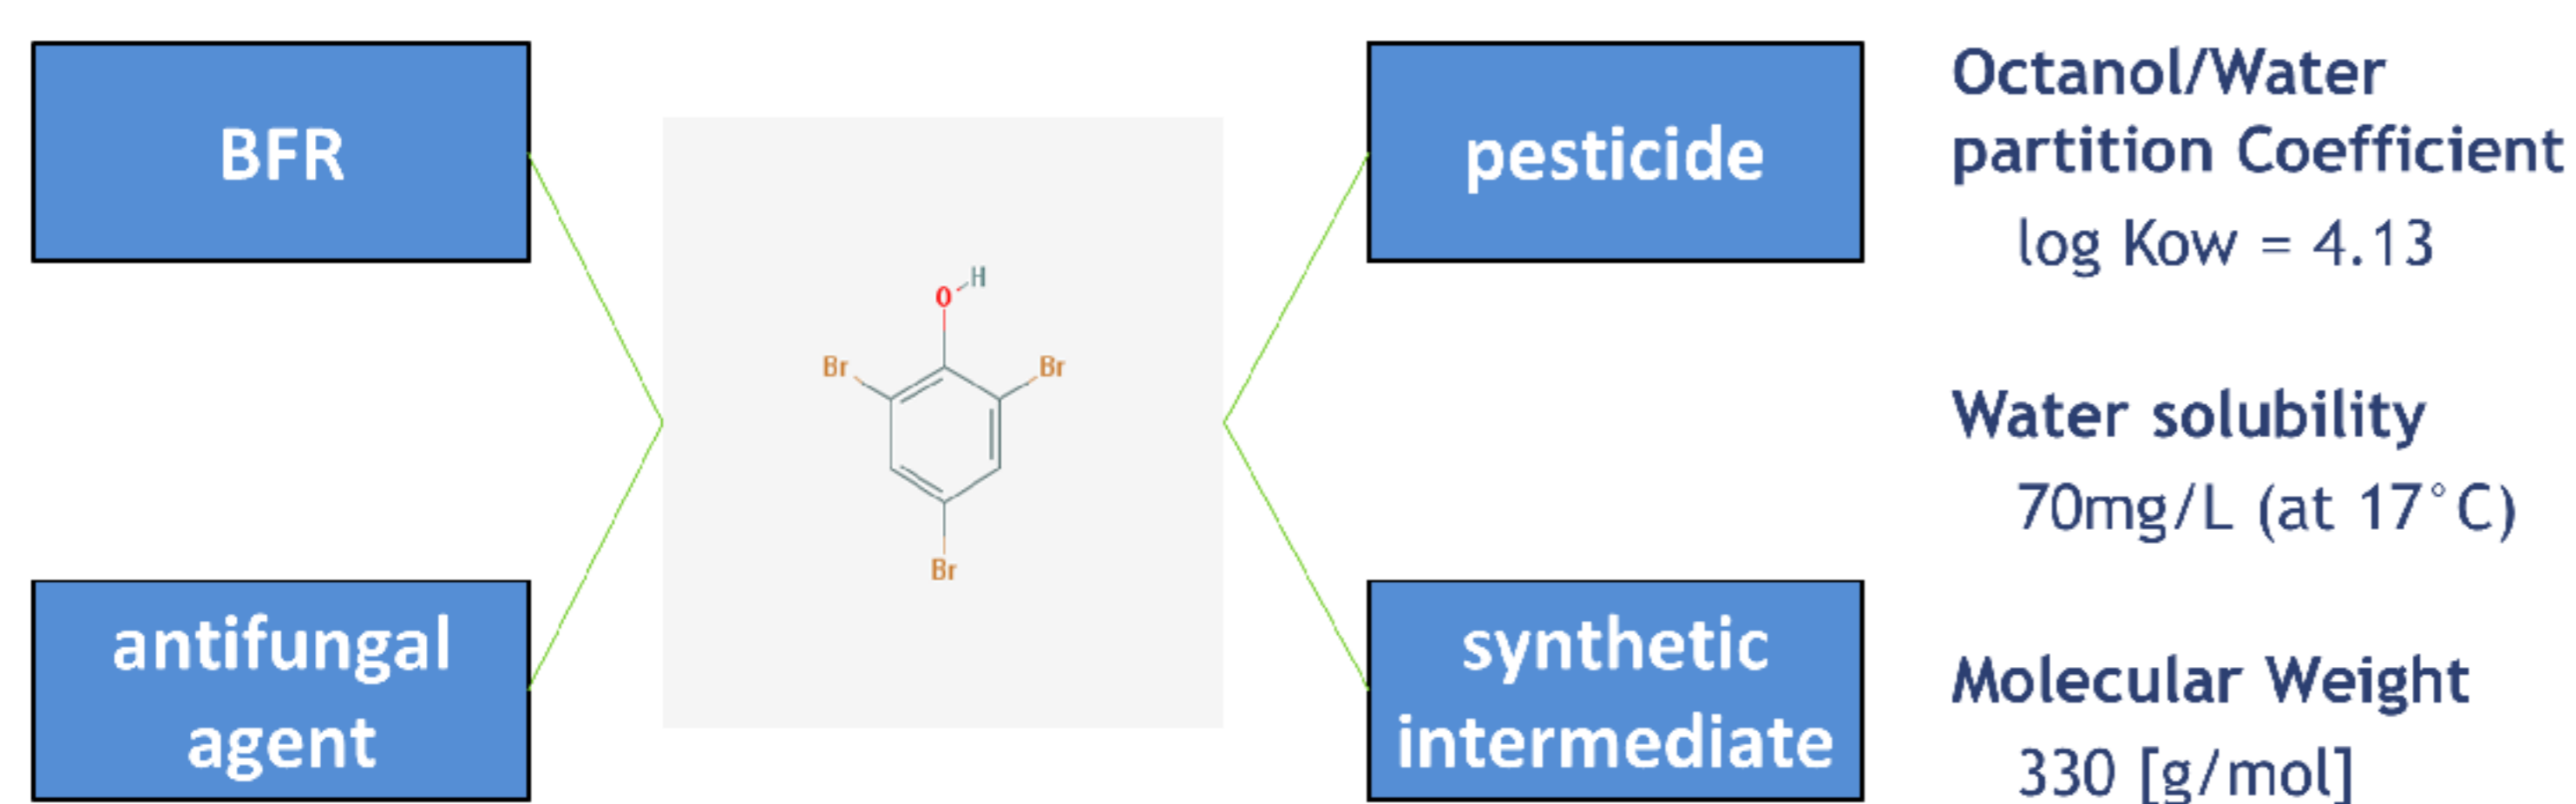 BFR
antifungal
agent
H
O
Br
Br
Br
pesticide
synthetic
intermediate
Octanol/Water
partition Coefficient
log Kow = 4.13
Water solubility
70mg/L (at 17°C)
Molecular Weight
330 [g/mol]